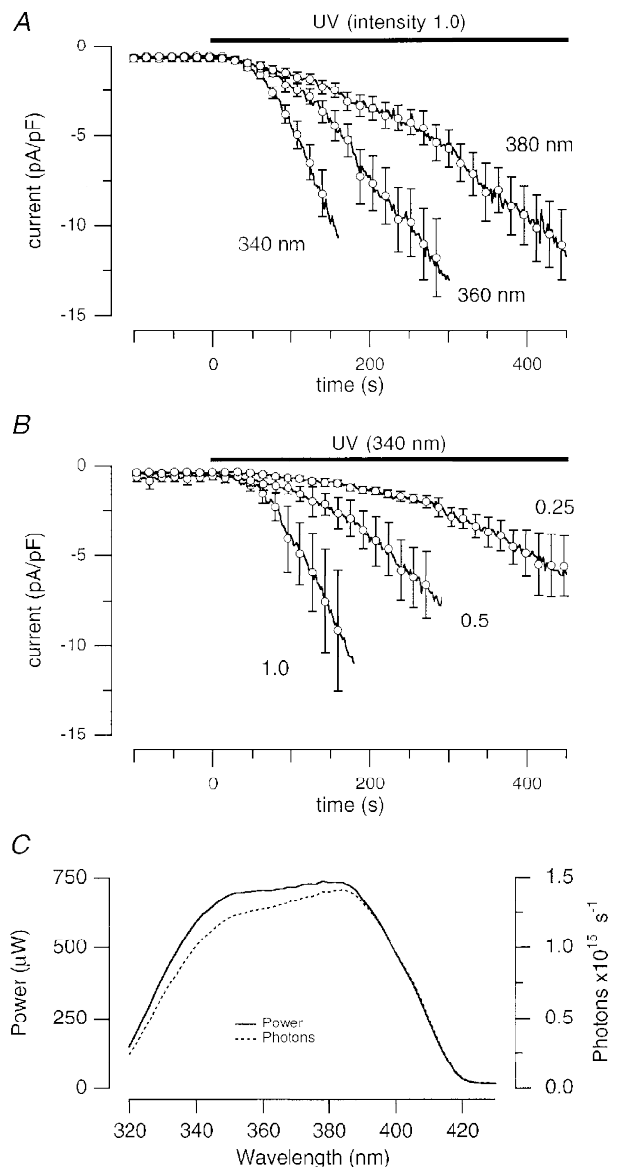 A
UV (intensity 1.0)
0
-5
-10
-15
current (pA/pF)
380 nm
340 nm
360 nm
0
200
400
time (s)
B
UV (340 nm)
0
-5
-10
-15
current (pA/pF)
0.25
0.5
1.0
0
200
400
time (s)
C
750
500
250
0
Power (µW)
1.5
1.0
0.5
0.0
Photons x10¹⁵ s⁻¹
Power
Photons
320
340
360
380
400
420
Wavelength (nm)